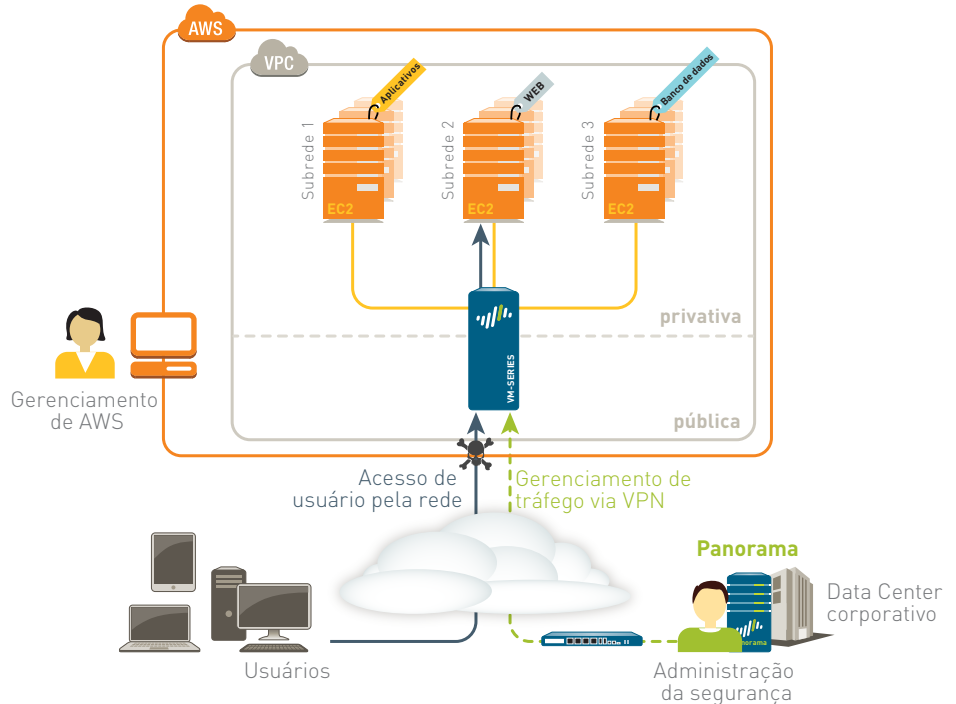 AWS
VPC
Aplicativos
WEB
Banco de dados
Subrede 1
Subrede 2
Subrede 3
EC2
EC2
EC2
privativa
VM-SERIES
pública
Gerenciamento
de AWS
Acesso de
usuário pela rede
Gerenciamento de
tráfego via VPN
Panorama
Data Center
corporativo
panorama
Usuários
Administração
da segurança